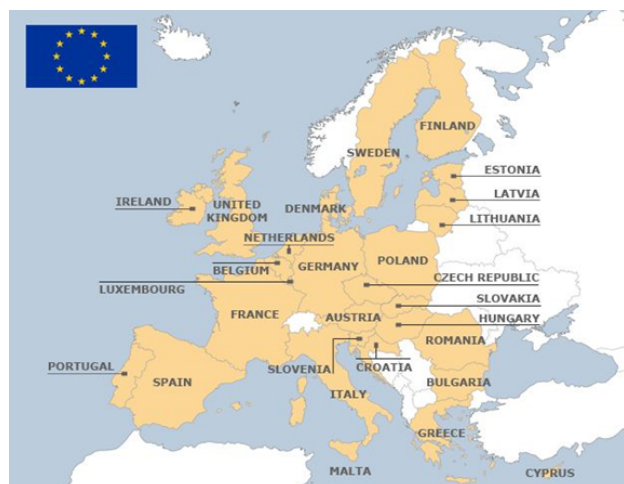 FINLAND
SWEDEN
ESTONIA
LATVIA
LITHUANIA
IRELAND
UNITED
KINGDOM
DENMARK
NETHERLANDS
BELGIUM
GERMANY
POLAND
LUXEMBOURG
CZECH REPUBLIC
SLOVAKIA
HUNGARY
FRANCE
AUSTRIA
ROMANIA
PORTUGAL
SPAIN
SLOVENIA
CROATIA
ITALY
BULGARIA
GREECE
MALTA
CYPRUS